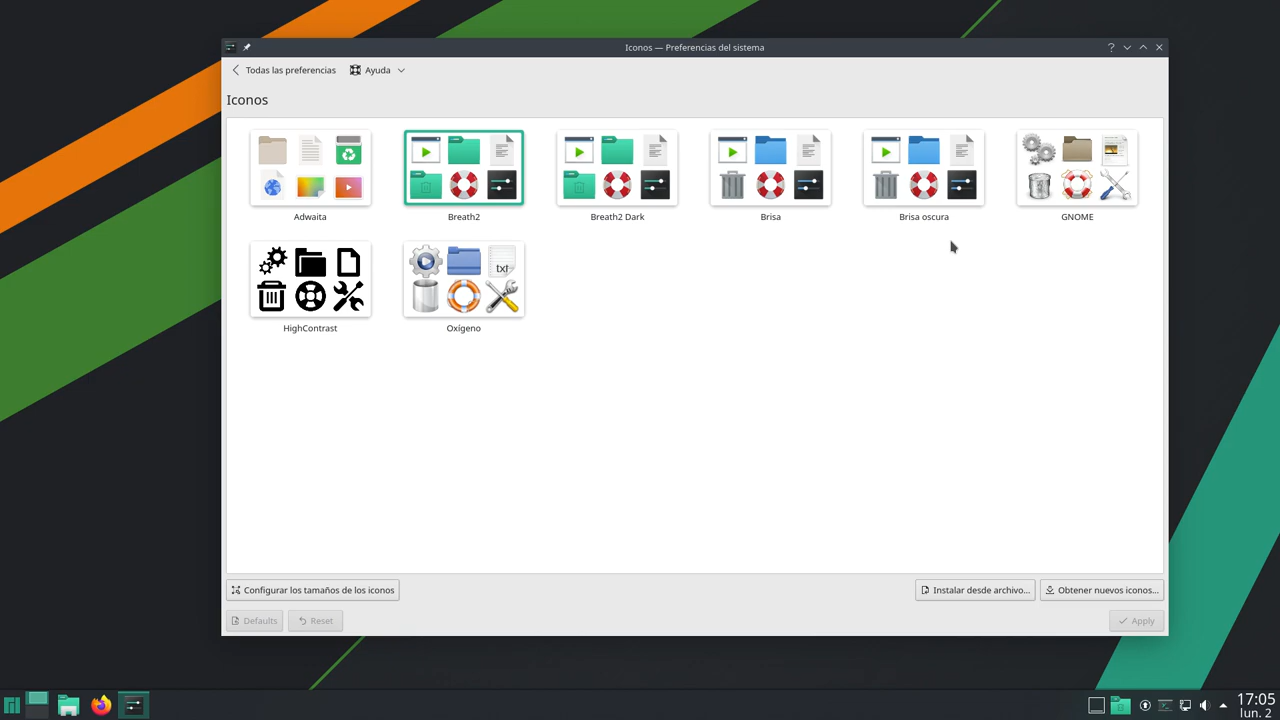 Iconos — Preferencias del sistema
Todas las preferencias
Ayuda
Iconos
Adwaita
Breath2
Breath2 Dark
Brisa
Brisa oscura
GNOME
txt
HighContrast
Oxígeno
Configurar los tamaños de los iconos
Instalar desde archivo...
Obtener nuevos iconos...
Defaults
Reset
Apply
17:05
lun. 2